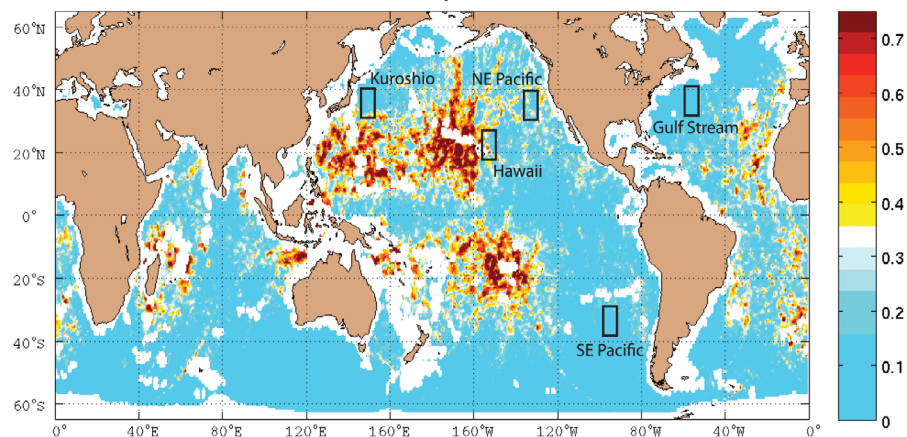 60°N
40°N
20°N
0°
20°S
40°S
60°S
Kuroshio
NE Pacific
Gulf Stream
Hawaii
SE Pacific
0°
40°E
80°E
120°E
160°E
160°W
120°W
80°W
40°W
0°
0.7
0.6
0.5
0.4
0.3
0.2
0.1
0